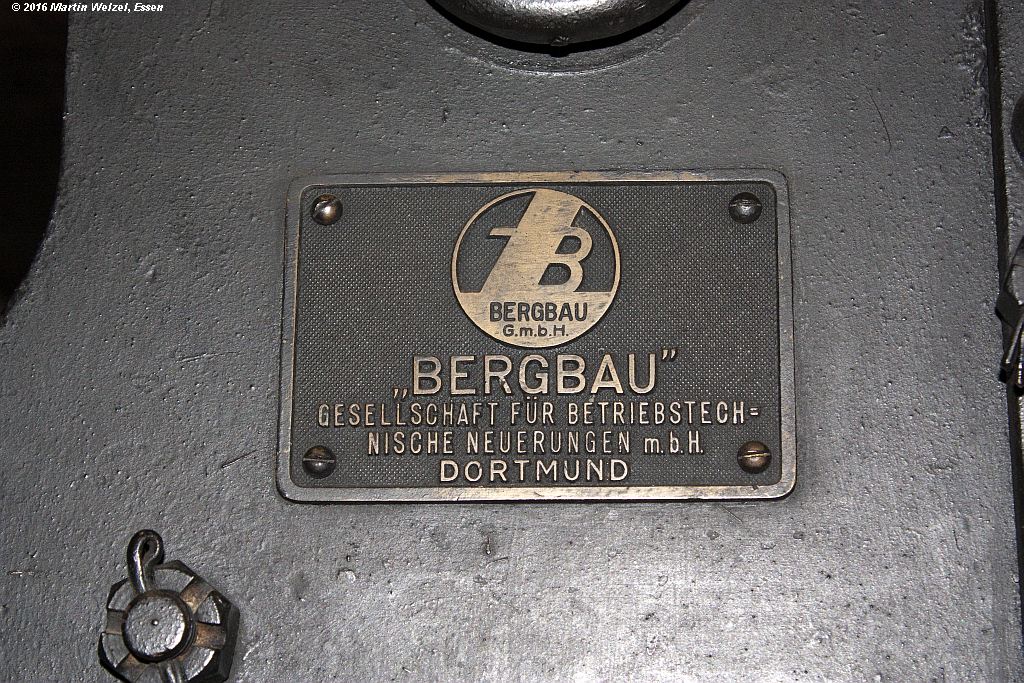 © 2016 Martin Welzel, Essen
B
BERGBAU
G.m.b.H.
„BERGBAU”
GESELLSCHAFT FÜR BETRIEBSTECH=
NISCHE NEUERUNGEN m.b.H.
DORTMUND